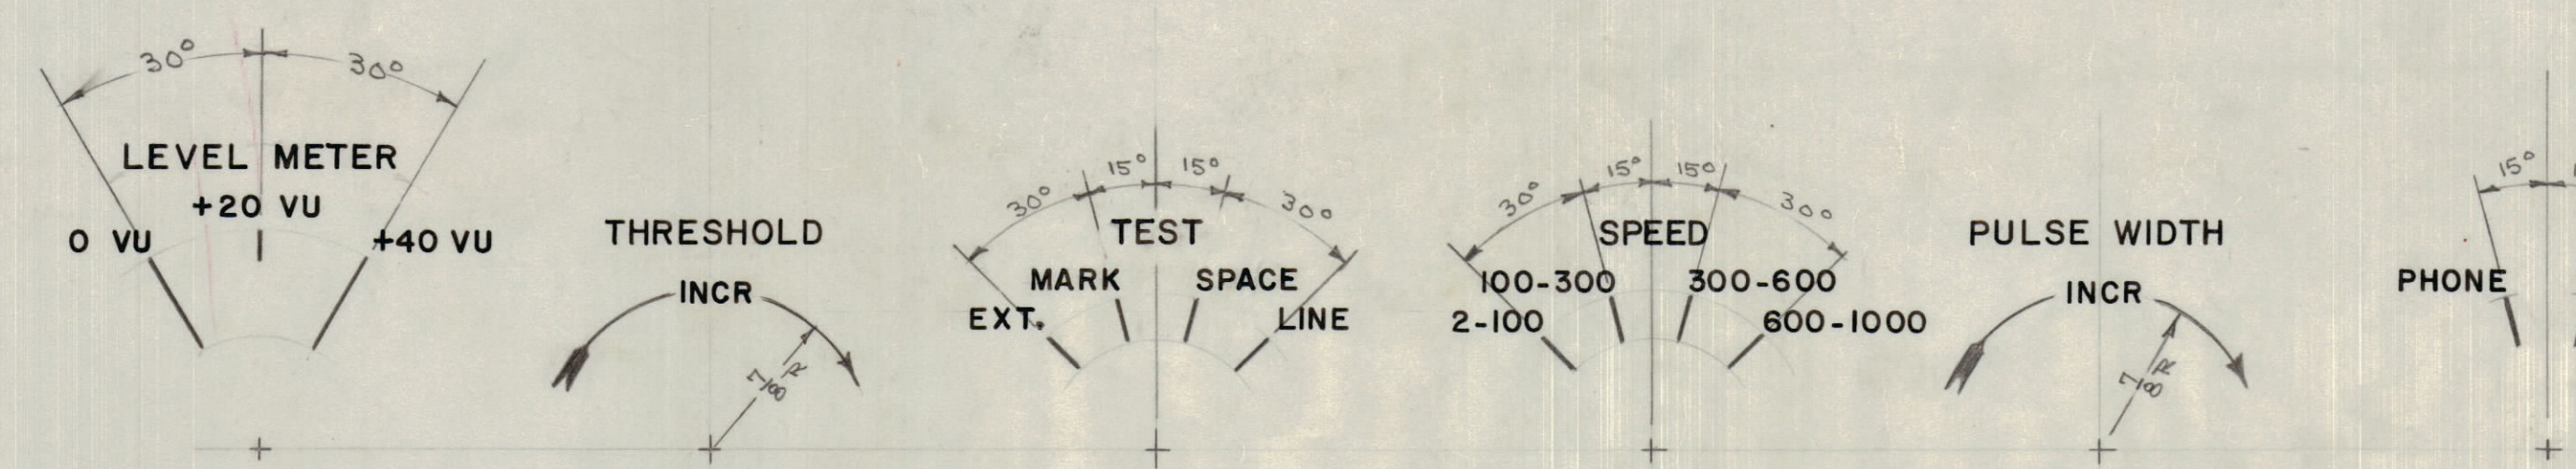 30° 30°
LEVEL METER
+20 VU
0 VU +40 VU
THRESHOLD
INCR
7/8 R
30° 15° 15° 30°
TEST
MARK SPACE
EXT. LINE
30° 15° 15° 30°
SPEED
100-300 300-600
2-100 600-1000
PULSE WIDTH
INCR
7/8 R
15°
PHONE